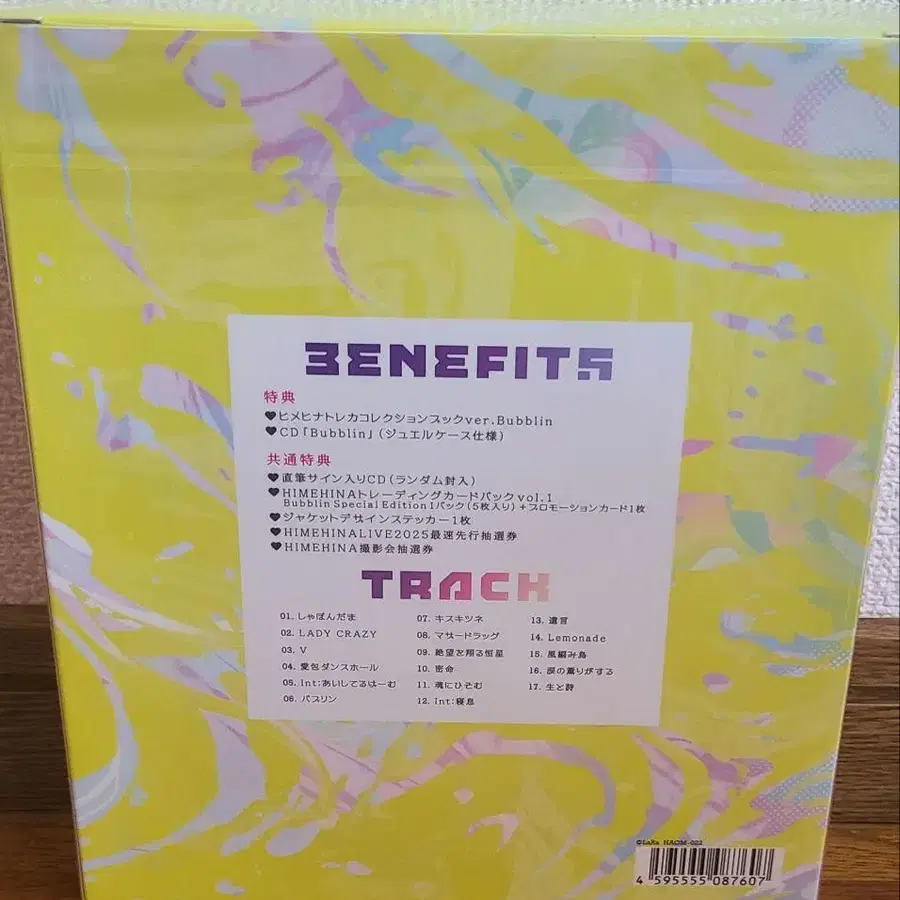 BENEFITS
特典
♥ヒメヒナトレカコレクションブックver.Bubblin
♥CD「Bubblin」(ジュエルケース仕様)
共通特典
♥直筆サイン入りCD(ランダム封入)
♥HIMEHINAトレーディングカードパックvol.1
Bubblin Special Edition 1パック(5枚入り)+プロモーションカード1枚
♥ジャケットデザインステッカー1枚
♥HIMEHINALIVE2025最速先行抽選券
♥HIMEHINA撮影会抽選券
TRACK
01. しゃぼんだま
02. LADY CRAZY
03. V
04. 愛包ダンスホール
05. Int:あいしてるはーむ
06. バブリン
07. キスキツネ
08. マサードラッグ
09. 絶望を翔る恒星
10. 密命
11. 魂にひそむ
12. Int:寝息
13. 遺言
14. Lemonade
15. 風編み鳥
16. 涙の薫りがする
17. 生と詩
©LaRa HAGM-022
4 595555 087607